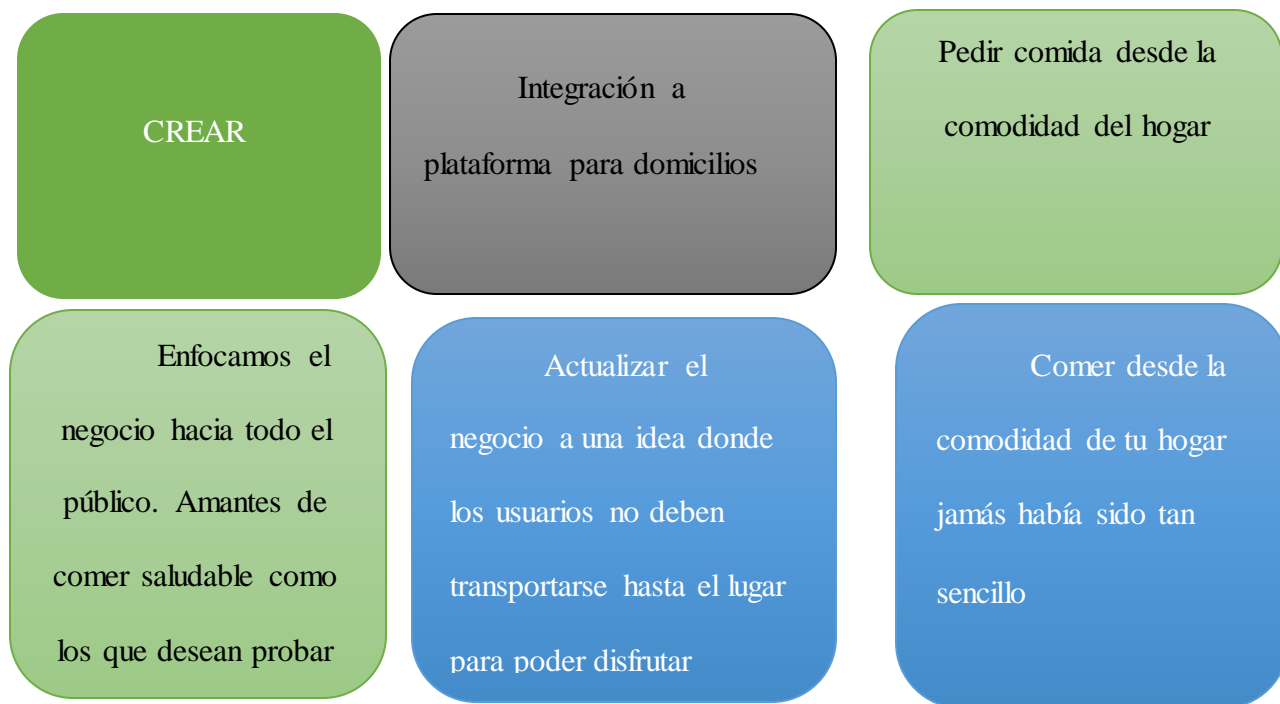 CREAR
Integración a
plataforma para domicilios
Pedir comida desde la
comodidad del hogar
Enfocamos el
negocio hacia todo el
público. Amantes de
comer saludable como
los que desean probar
Actualizar el
negocio a una idea donde
los usuarios no deben
transportarse hasta el lugar
para poder disfrutar
Comer desde la
comodidad de tu hogar
jamás había sido tan
sencillo